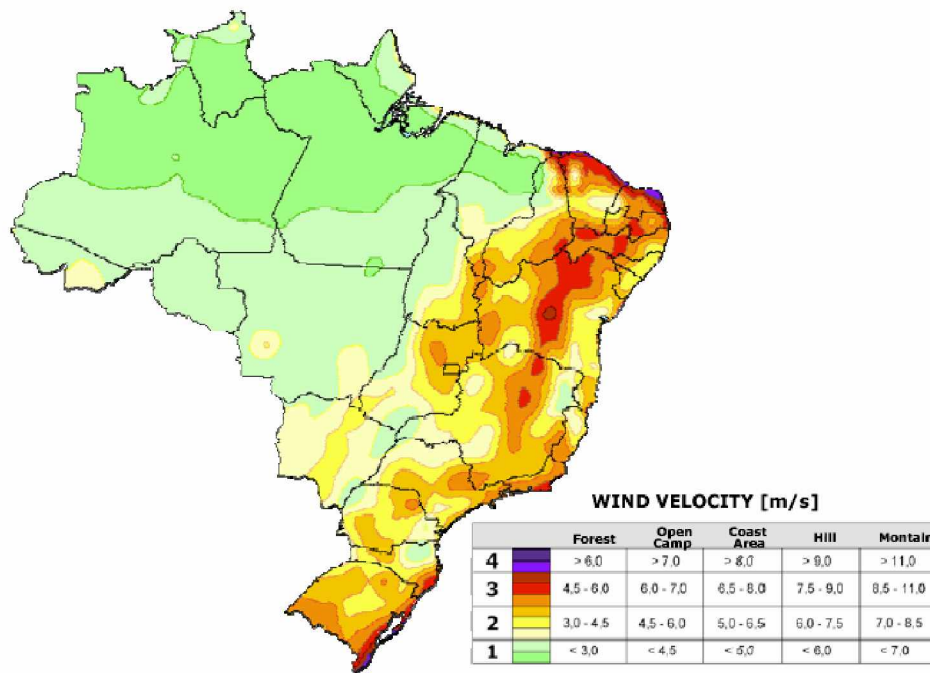 WIND VELOCITY [m/s]
Forest Open Camp Coast Area Hill Montain
4 > 6,0 > 7,0 > 8,0 > 9,0 > 11,0
3 4,5 - 6,0 6,0 - 7,0 6,5 - 8,0 7,5 - 9,0 8,5 - 11,0
2 3,0 - 4,5 4,5 - 6,0 5,0 - 6,5 6,0 - 7,5 7,0 - 8,5
1 < 3,0 < 4,5 < 5,0 < 6,0 < 7,0